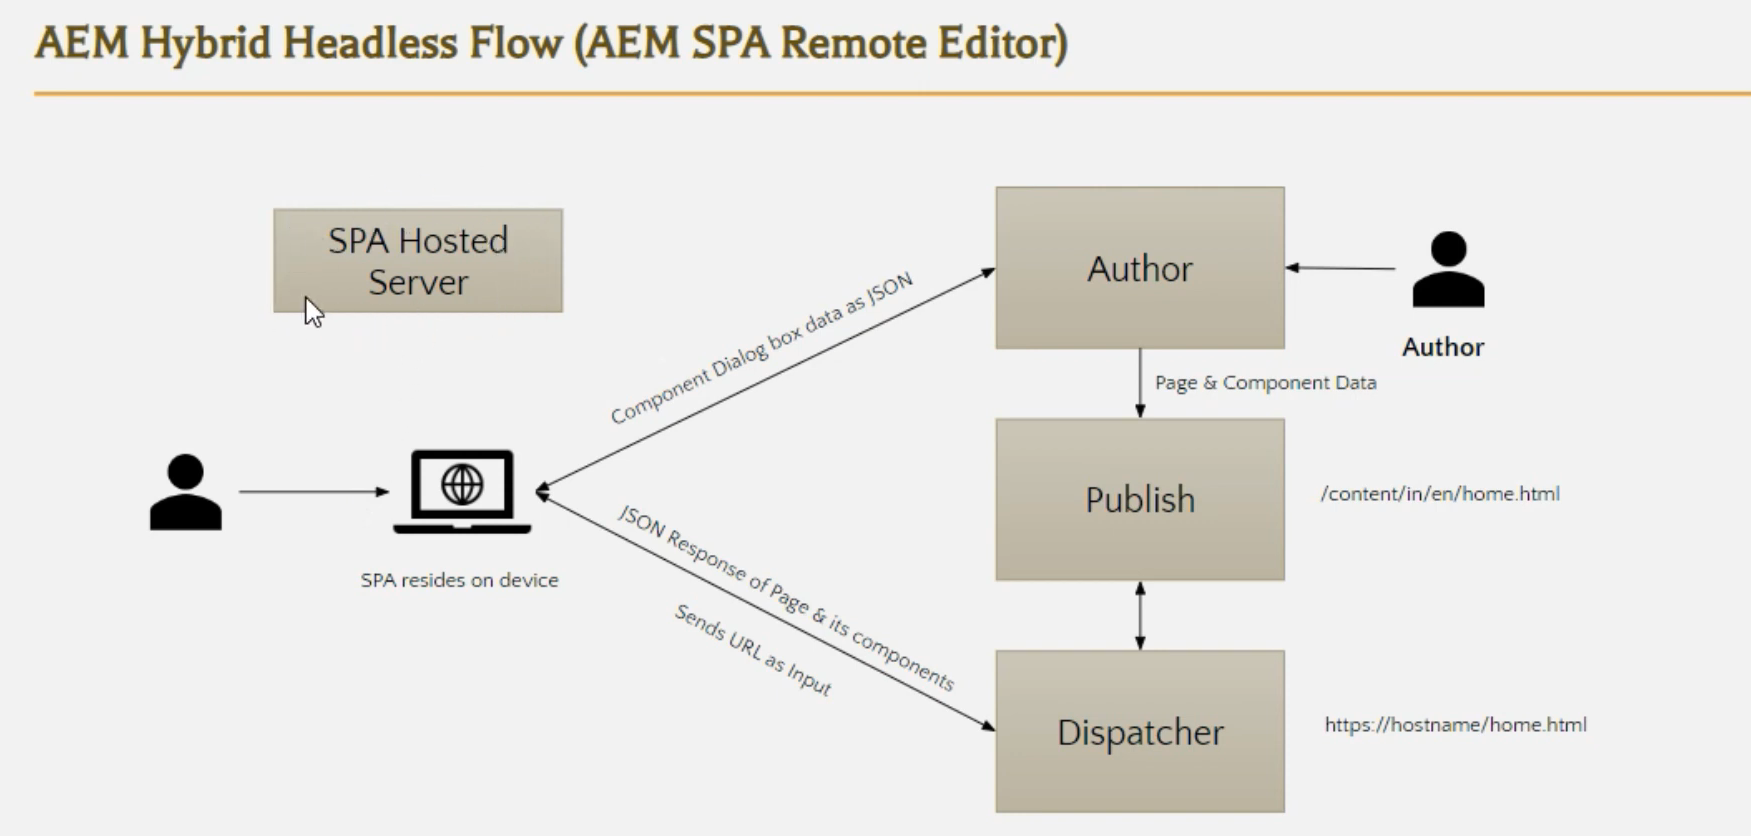 AEM Hybrid Headless Flow (AEM SPA Remote Editor)
SPA Hosted
Server
Component Dialog box data as JSON
Author
Author
Page & Component Data
Publish
/content/in/en/home.html
SPA resides on device
JSON Response of Page & its components
Sends URL as Input
Dispatcher
https://hostname/home.html